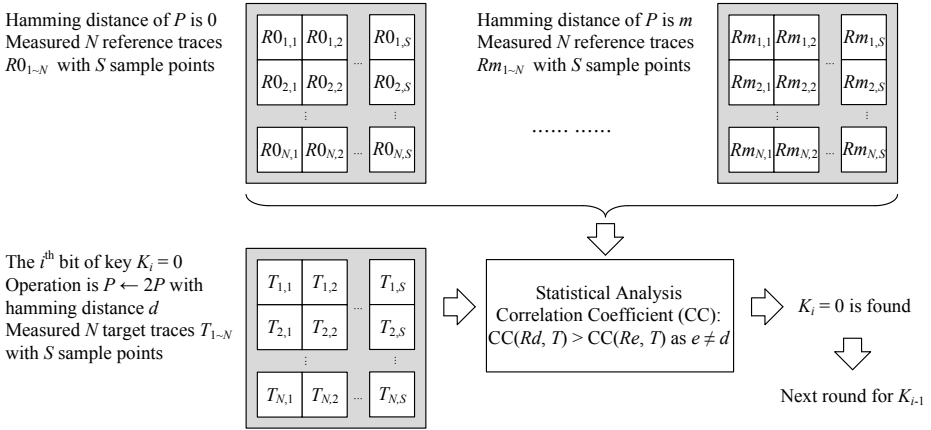 Hamming distance of P is 0
Measured N reference traces
R0₁~N with S sample points
R0₁,₁ R0₁,₂ ... R0₁,S
R0₂,₁ R0₂,₂ R0₂,S
⋮ ⋮
R0N,₁ R0N,₂ ... R0N,S
...... ......
Hamming distance of P is m
Measured N reference traces
Rm₁~N with S sample points
Rm₁,₁ Rm₁,₂ ... Rm₁,S
Rm₂,₁ Rm₂,₂ Rm₂,S
⋮ ⋮
RmN,₁ RmN,₂ ... RmN,S
The iᵗʰ bit of key Kᵢ = 0
Operation is P ← 2P with
hamming distance d
Measured N target traces T₁~N
with S sample points
T₁,₁ T₁,₂ ... T₁,S
T₂,₁ T₂,₂ T₂,S
⋮ ⋮
TN,₁ TN,₂ ... TN,S
Statistical Analysis
Correlation Coefficient (CC):
CC(Rd, T) > CC(Re, T) as e ≠ d
Kᵢ = 0 is found
Next round for Kᵢ₋₁